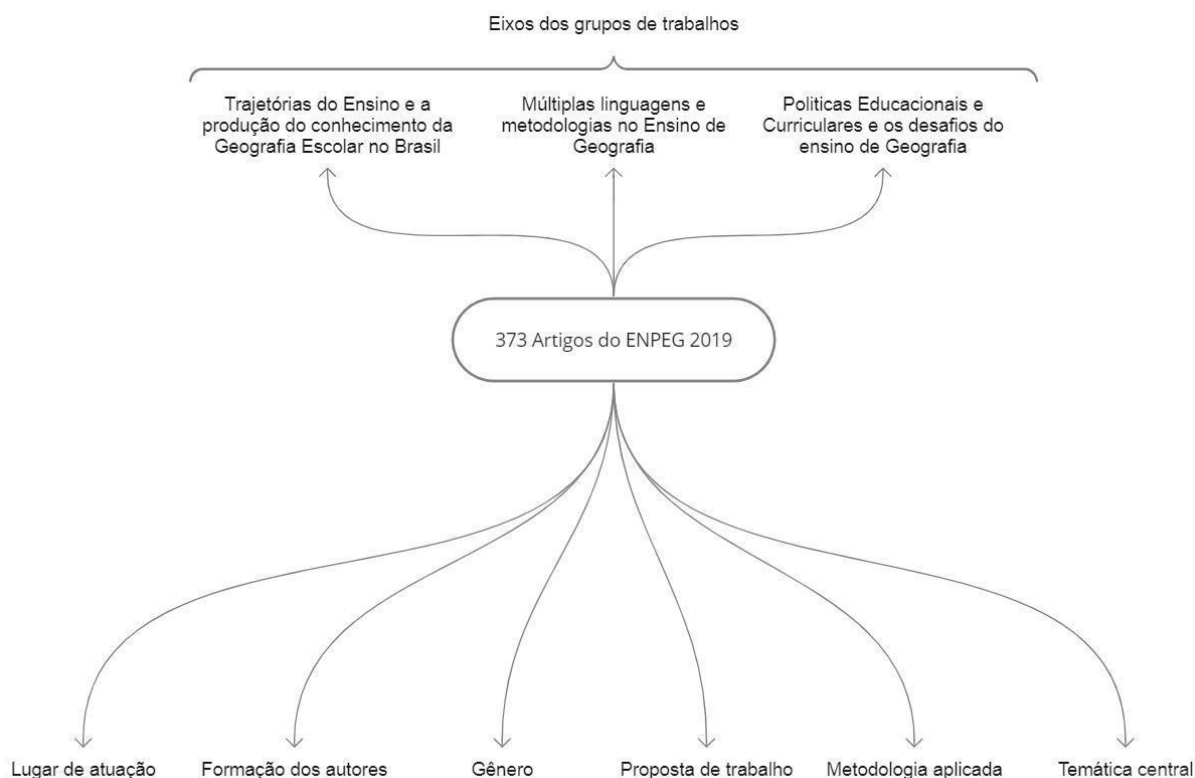 Eixos dos grupos de trabalhos
Trajetórias do Ensino e a
produção do conhecimento da
Geografia Escolar no Brasil
Múltiplas linguagens e
metodologias no Ensino de
Geografia
Politicas Educacionais e
Curriculares e os desafios do
ensino de Geografia
373 Artigos do ENPEG 2019
Lugar de atuação
Formação dos autores
Gênero
Proposta de trabalho
Metodologia aplicada
Temática central